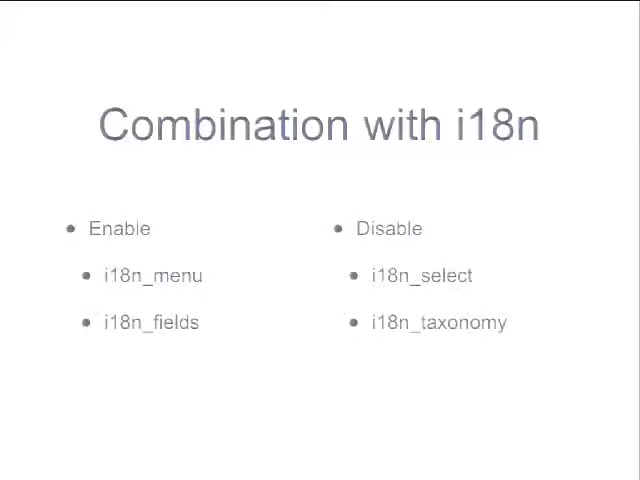 Combination with i18n
Enable
i18n_menu
i18n_fields
Disable
i18n_select
i18n_taxonomy